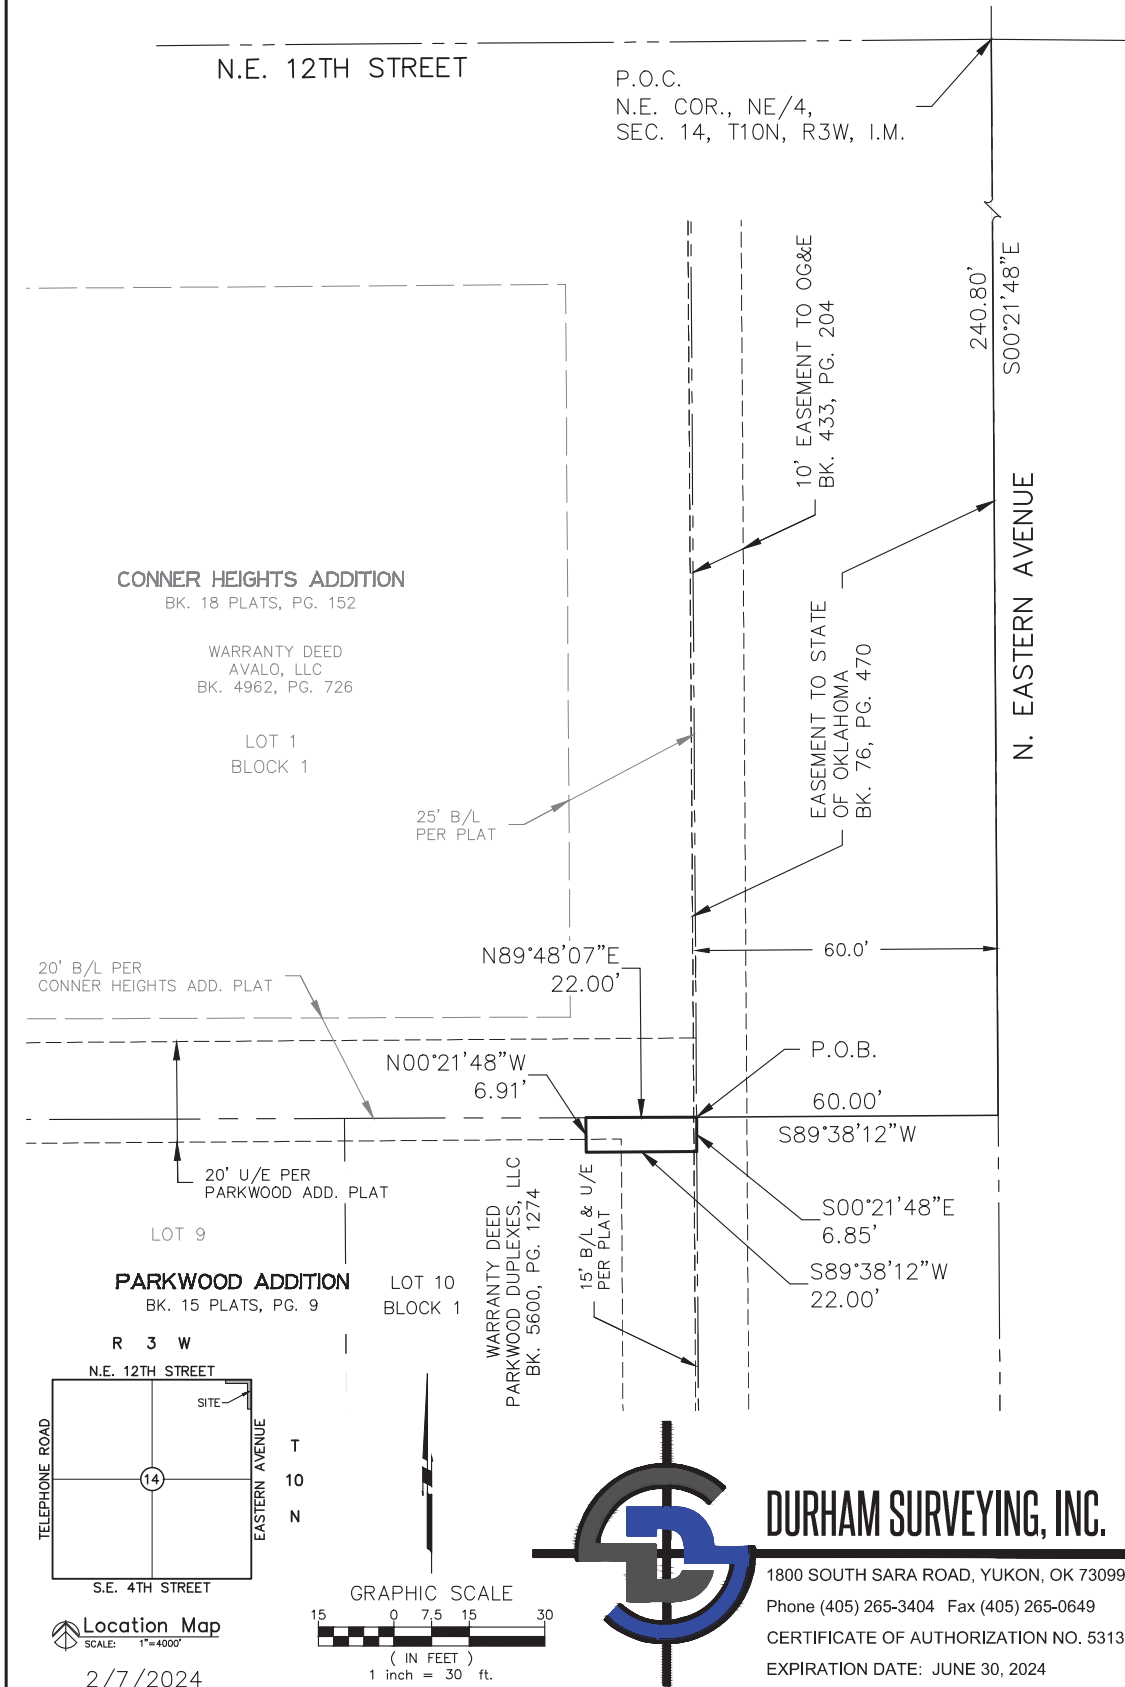 N.E. 12TH STREET
P.O.C.
N.E. COR., NE/4,
SEC. 14, T10N, R3W, I.M.
240.80'
S00°21'48"E
10' EASEMENT TO OG&E
BK. 433, PG. 204
N. EASTERN AVENUE
CONNER HEIGHTS ADDITION
BK. 18 PLATS, PG. 152
WARRANTY DEED
AVALO, LLC
BK. 4962, PG. 726
LOT 1
BLOCK 1
EASEMENT TO STATE
OF OKLAHOMA
BK. 76, PG. 470
25' B/L
PER PLAT
N89°48'07"E
22.00'
60.0'
20' B/L PER
CONNER HEIGHTS ADD. PLAT
N00°21'48"W
6.91'
P.O.B.
60.00'
S89°38'12"W
20' U/E PER
PARKWOOD ADD. PLAT
WARRANTY DEED
PARKWOOD DUPLEXES, LLC
BK. 5600, PG. 1274
15' B/L & U/E
PER PLAT
S00°21'48"E
6.85'
S89°38'12"W
22.00'
LOT 9
PARKWOOD ADDITION
BK. 15 PLATS, PG. 9
LOT 10
BLOCK 1
R 3 W
N.E. 12TH STREET
SITE
TELEPHONE ROAD
14
EASTERN AVENUE
T
10
N
S.E. 4TH STREET
Location Map
SCALE: 1"=4000'
2/7/2024
GRAPHIC SCALE
15 0 7.5 15 30
( IN FEET )
1 inch = 30 ft.
DURHAM SURVEYING, INC.
1800 SOUTH SARA ROAD, YUKON, OK 73099
Phone (405) 265-3404 Fax (405) 265-0649
CERTIFICATE OF AUTHORIZATION NO. 5313
EXPIRATION DATE: JUNE 30, 2024